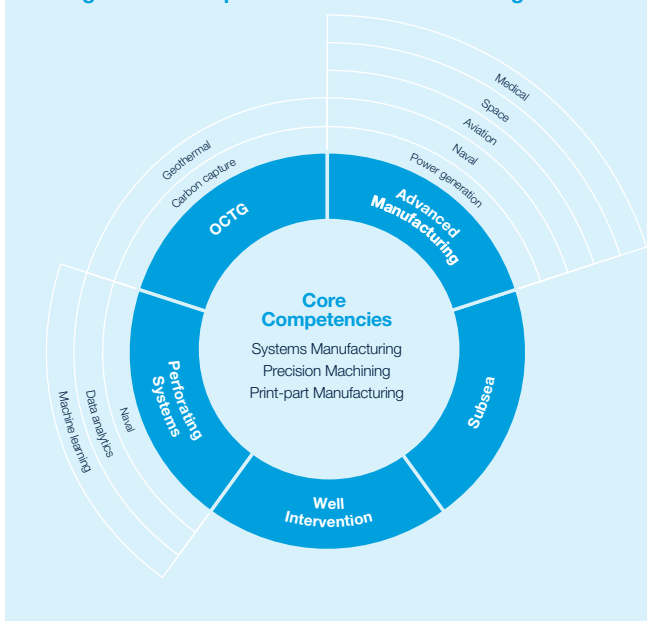 Medical
Space
Aviation
Naval
Power generation
Geothermal
Carbon capture
OCTG
Advanced
Manufacturing
Core
Competencies
Systems Manufacturing
Precision Machining
Print-part Manufacturing
Perforating
Systems
Naval
Data analytics
Machine learning
Subsea
Well
Intervention